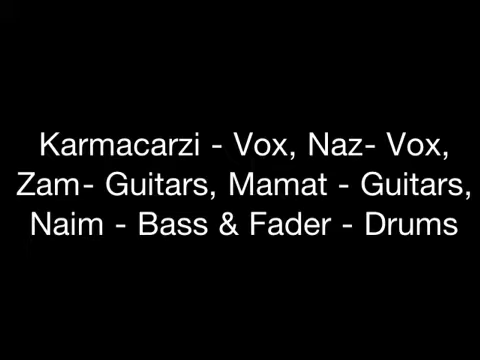 Karmacarzi - Vox, Naz- Vox,
Zam- Guitars, Mamat - Guitars,
Naim - Bass & Fader - Drums